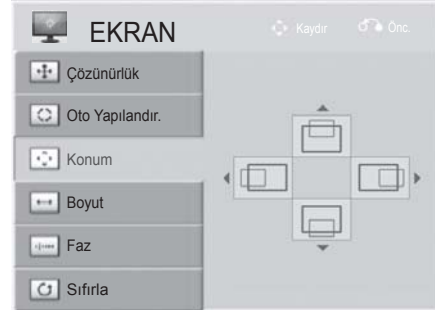 EKRAN
Kaydır
Önc.
Çözünürlük
Oto Yapılandır.
Konum
Boyut
Faz
Sıfırla